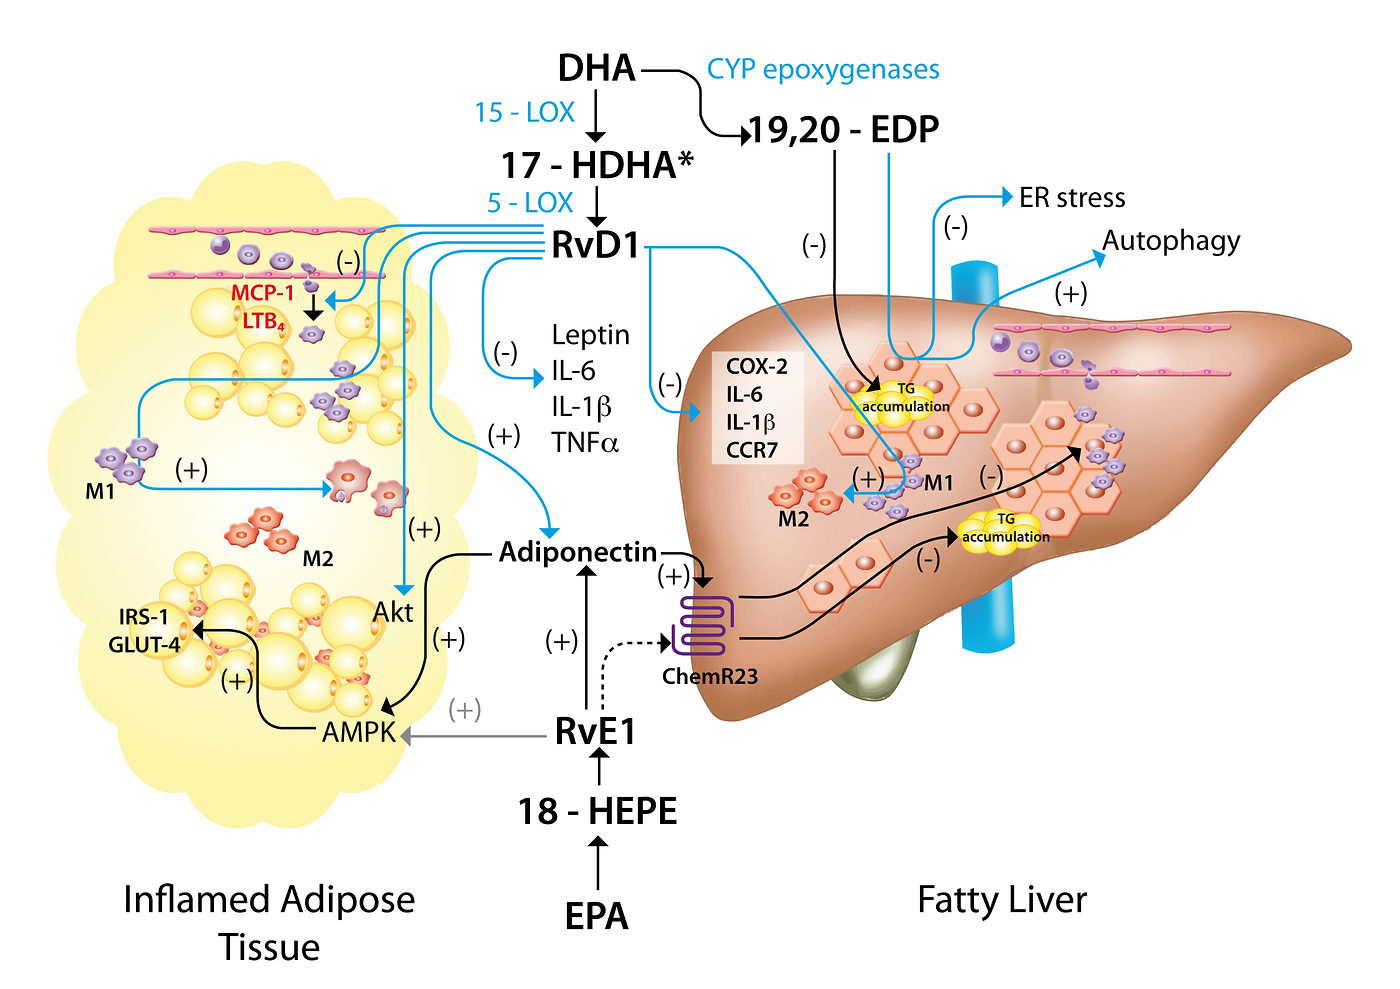 DHA
CYP epoxygenases
15 - LOX
19,20 - EDP
17 - HDHA*
5 - LOX
RvD1
ER stress
(-)
(-)
Autophagy
(-)
(+)
MCP-1
LTB4
Leptin
IL-6
IL-1β
TNFα
(-)
(-)
COX-2
IL-6
IL-1β
CCR7
TG
accumulation
(+)
(+)
M1
(+)
M2
M1
(+)
(-)
M2
(+)
TG
accumulation
(-)
Adiponectin
(+)
IRS-1
GLUT-4
Akt
(+)
(+)
(+)
ChemR23
(+)
AMPK
RvE1
18 - HEPE
EPA
Inflamed Adipose
Tissue
Fatty Liver